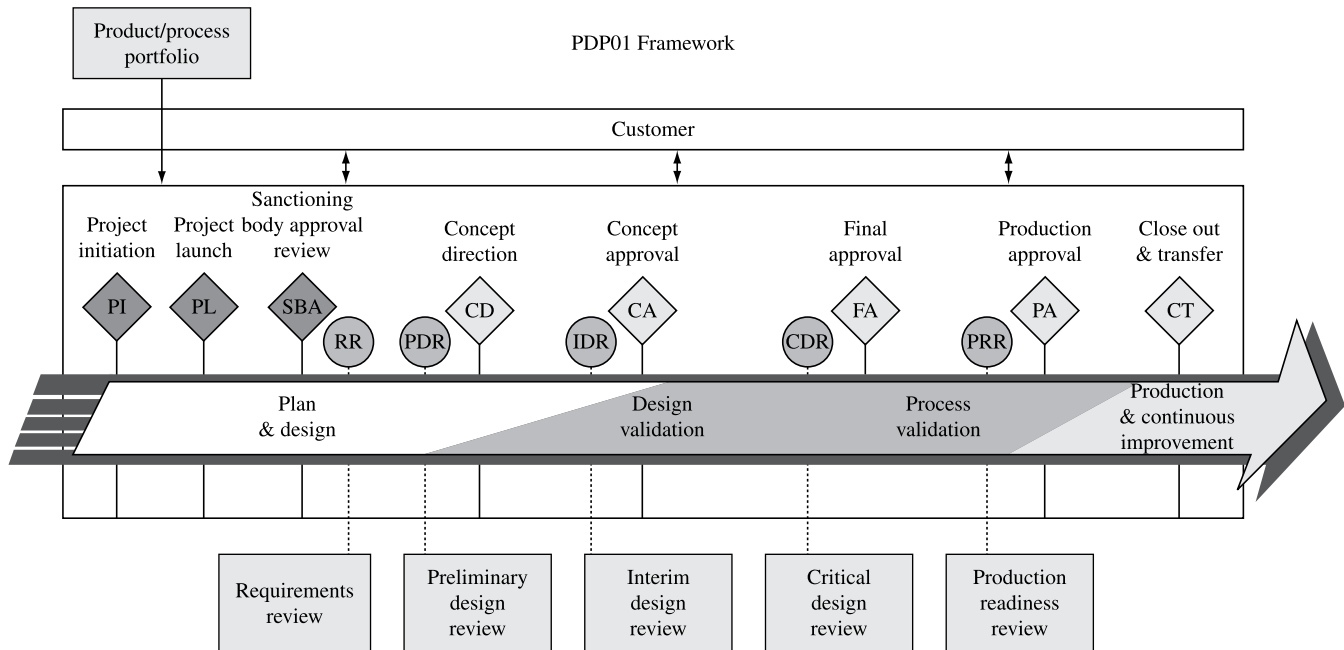 Product/process
portfolio
PDP01 Framework
Customer
Project
initiation
Project
launch
Sanctioning
body approval
review
Concept
direction
Concept
approval
Final
approval
Production
approval
Close out
& transfer
PI
PL
SBA
RR
PDR
CD
IDR
CA
CDR
FA
PRR
PA
CT
Plan
& design
Design
validation
Process
validation
Production
& continuous
improvement
Requirements
review
Preliminary
design
review
Interim
design
review
Critical
design
review
Production
readiness
review